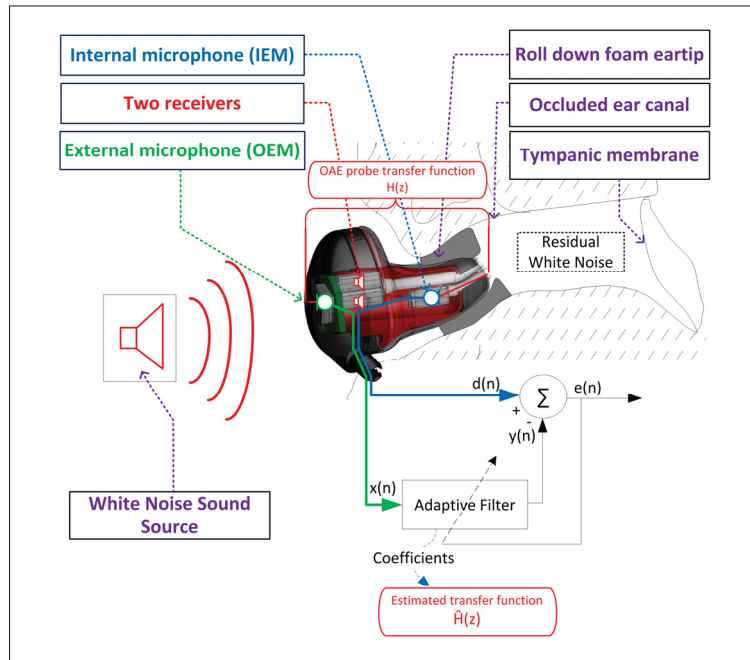 Internal microphone (IEM)
Two receivers
External microphone (OEM)
Roll down foam eartip
Occluded ear canal
Tympanic membrane
OAE probe transfer function
H(z)
Residual
White Noise
d(n)
+
Σ
e(n)
-
y(n)
x(n)
Adaptive Filter
White Noise Sound
Source
Coefficients
Estimated transfer function
Ĥ(z)